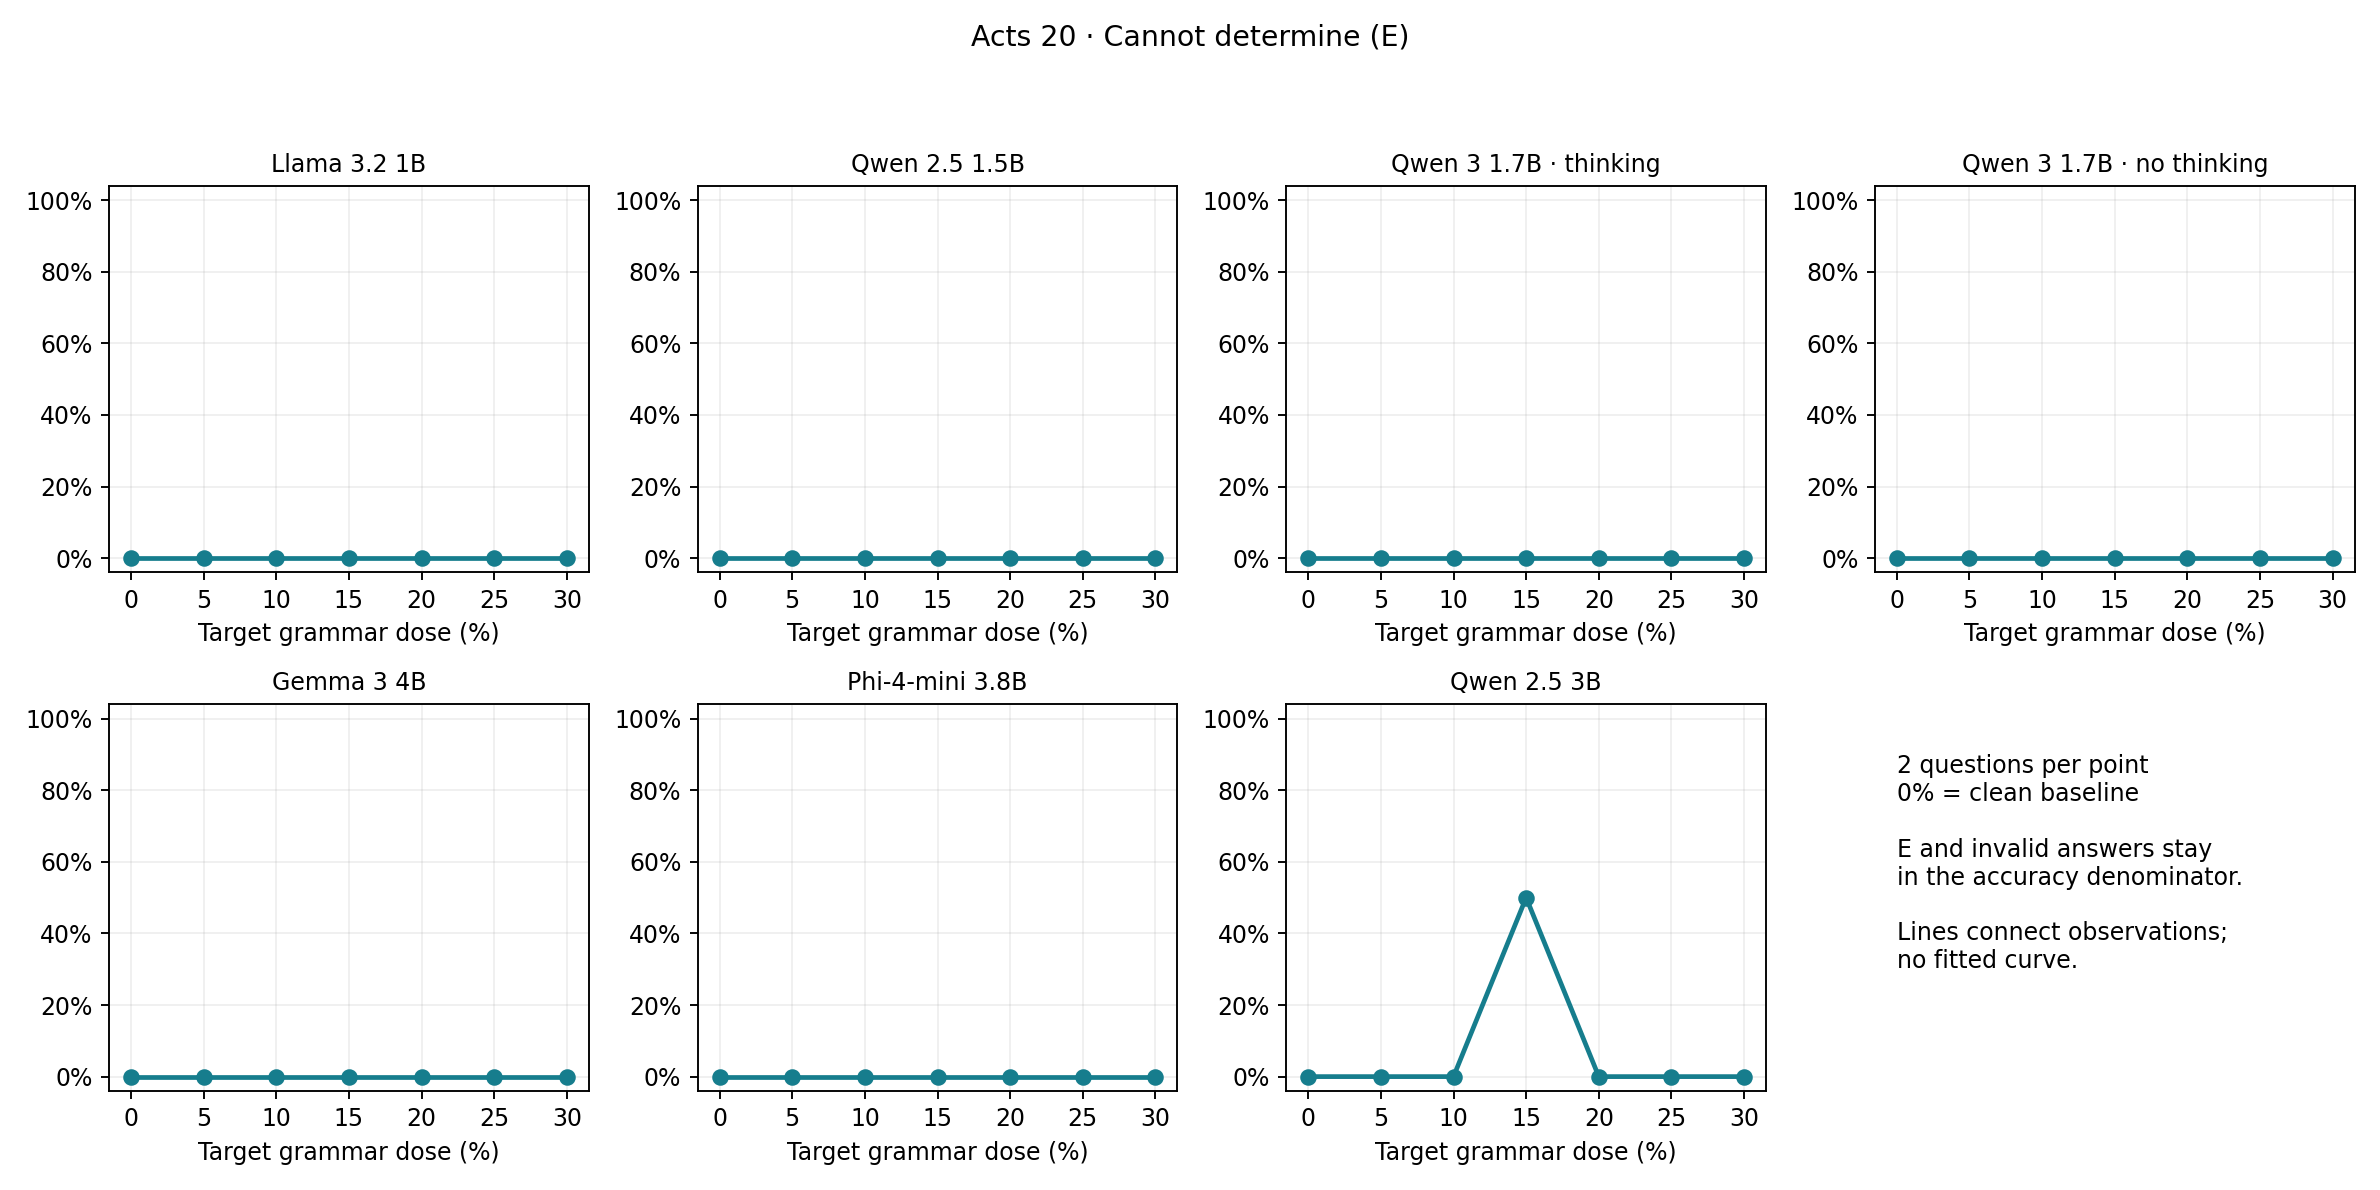 Acts 20 · Cannot determine (E)
Llama 3.2 1B
100%
80%
60%
40%
20%
0%
0 5 10 15 20 25 30
Target grammar dose (%)
Qwen 2.5 1.5B
100%
80%
60%
40%
20%
0%
0 5 10 15 20 25 30
Target grammar dose (%)
Qwen 3 1.7B · thinking
100%
80%
60%
40%
20%
0%
0 5 10 15 20 25 30
Target grammar dose (%)
Qwen 3 1.7B · no thinking
100%
80%
60%
40%
20%
0%
0 5 10 15 20 25 30
Target grammar dose (%)
Gemma 3 4B
100%
80%
60%
40%
20%
0%
0 5 10 15 20 25 30
Target grammar dose (%)
Phi-4-mini 3.8B
100%
80%
60%
40%
20%
0%
0 5 10 15 20 25 30
Target grammar dose (%)
Qwen 2.5 3B
100%
80%
60%
40%
20%
0%
0 5 10 15 20 25 30
Target grammar dose (%)
2 questions per point
0% = clean baseline
E and invalid answers stay
in the accuracy denominator.
Lines connect observations;
no fitted curve.